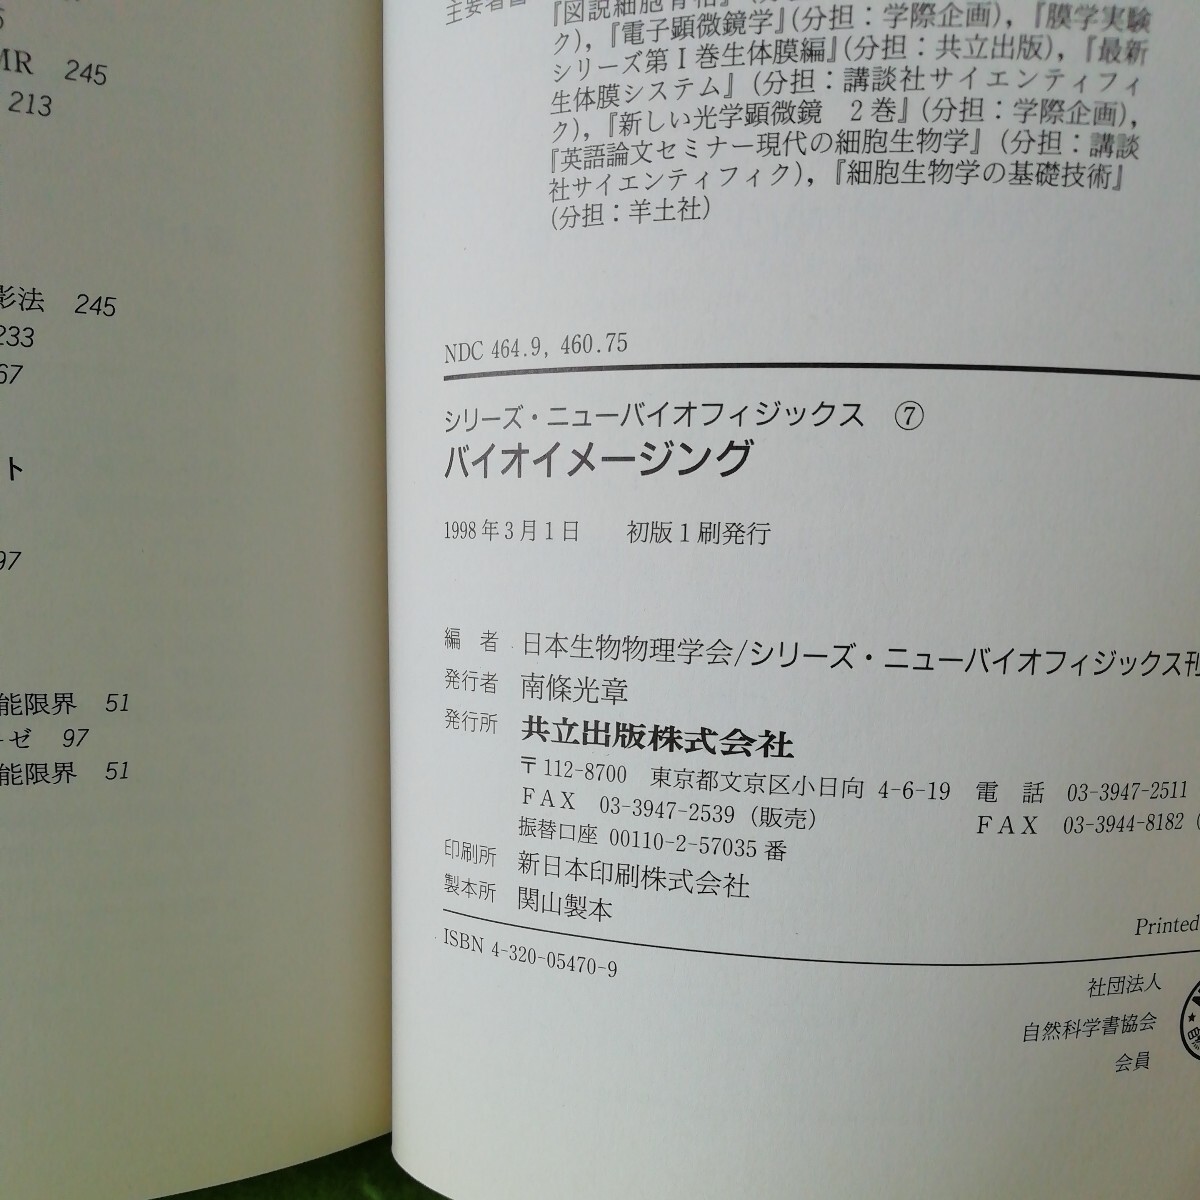 MR 245
213
影法 245
233
67
ト
97
能限界 51
ーゼ 97
能限界 51
ク), 『電子顕微鏡学』(分担：学際企画), 『膜学実験
シリーズ第Ⅰ巻生体膜編』(分担：共立出版), 『最新
生体膜システム』(分担：講談社サイエンティフィ
ク), 『新しい光学顕微鏡 2巻』(分担：学際企画),
『英語論文セミナー現代の細胞生物学』(分担：講談
社サイエンティフィク), 『細胞生物学の基礎技術』
(分担：羊土社)
NDC 464.9, 460.75
シリーズ・ニューバイオフィジックス ⑦
バイオイメージング
1998年3月1日 初版1刷発行
編者 日本生物物理学会/シリーズ・ニューバイオフィジックス刊
発行者 南條光章
発行所 共立出版株式会社
〒112-8700 東京都文京区小日向 4-6-19 電話 03-3947-2511
FAX 03-3947-2539 (販売) FAX 03-3944-8182 (
振替口座 00110-2-57035 番
印刷所 新日本印刷株式会社
製本所 関山製本
Printed
ISBN 4-320-05470-9
社団法人
自然科学書協会
会員